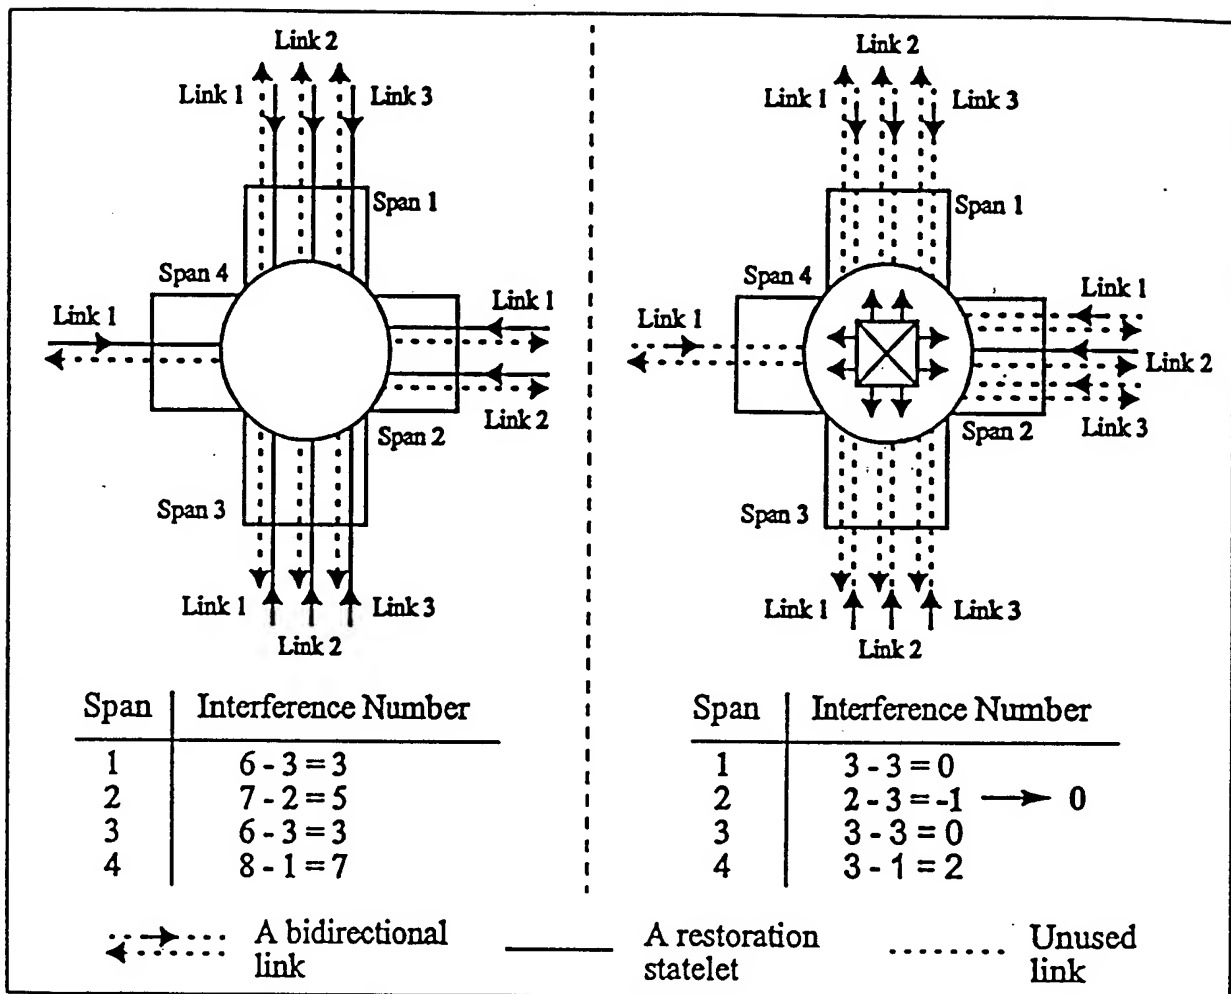 Link 2
Link 1
Link 3
Span 1
Span 4
Link 1
Link 1
Link 2
Span 2
Span 3
Link 1
Link 3
Link 2
Span Interference Number
1 6 - 3 = 3
2 7 - 2 = 5
3 6 - 3 = 3
4 8 - 1 = 7
Link 2
Link 1
Link 3
Span 1
Span 4
Link 1
Link 1
Link 2
Span 2
Link 3
Span 3
Link 1
Link 3
Link 2
Span Interference Number
1 3 - 3 = 0
2 2 - 3 = -1 → 0
3 3 - 3 = 0
4 3 - 1 = 2
A bidirectional
link
A restoration
statelet
Unused
link